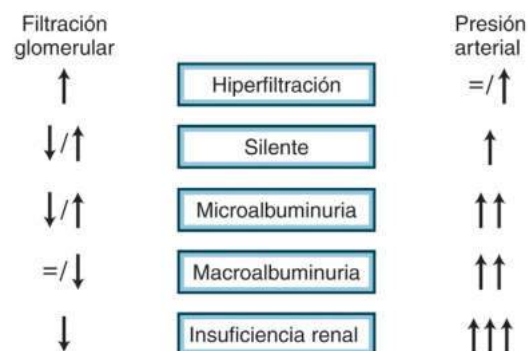 Filtración
glomerular
Presión
arterial
↑ Hiperfiltración =/↑
↓/↑ Silente ↑
↓/↑ Microalbuminuria ↑↑
=/↓ Macroalbuminuria ↑↑
↓ Insuficiencia renal ↑↑↑